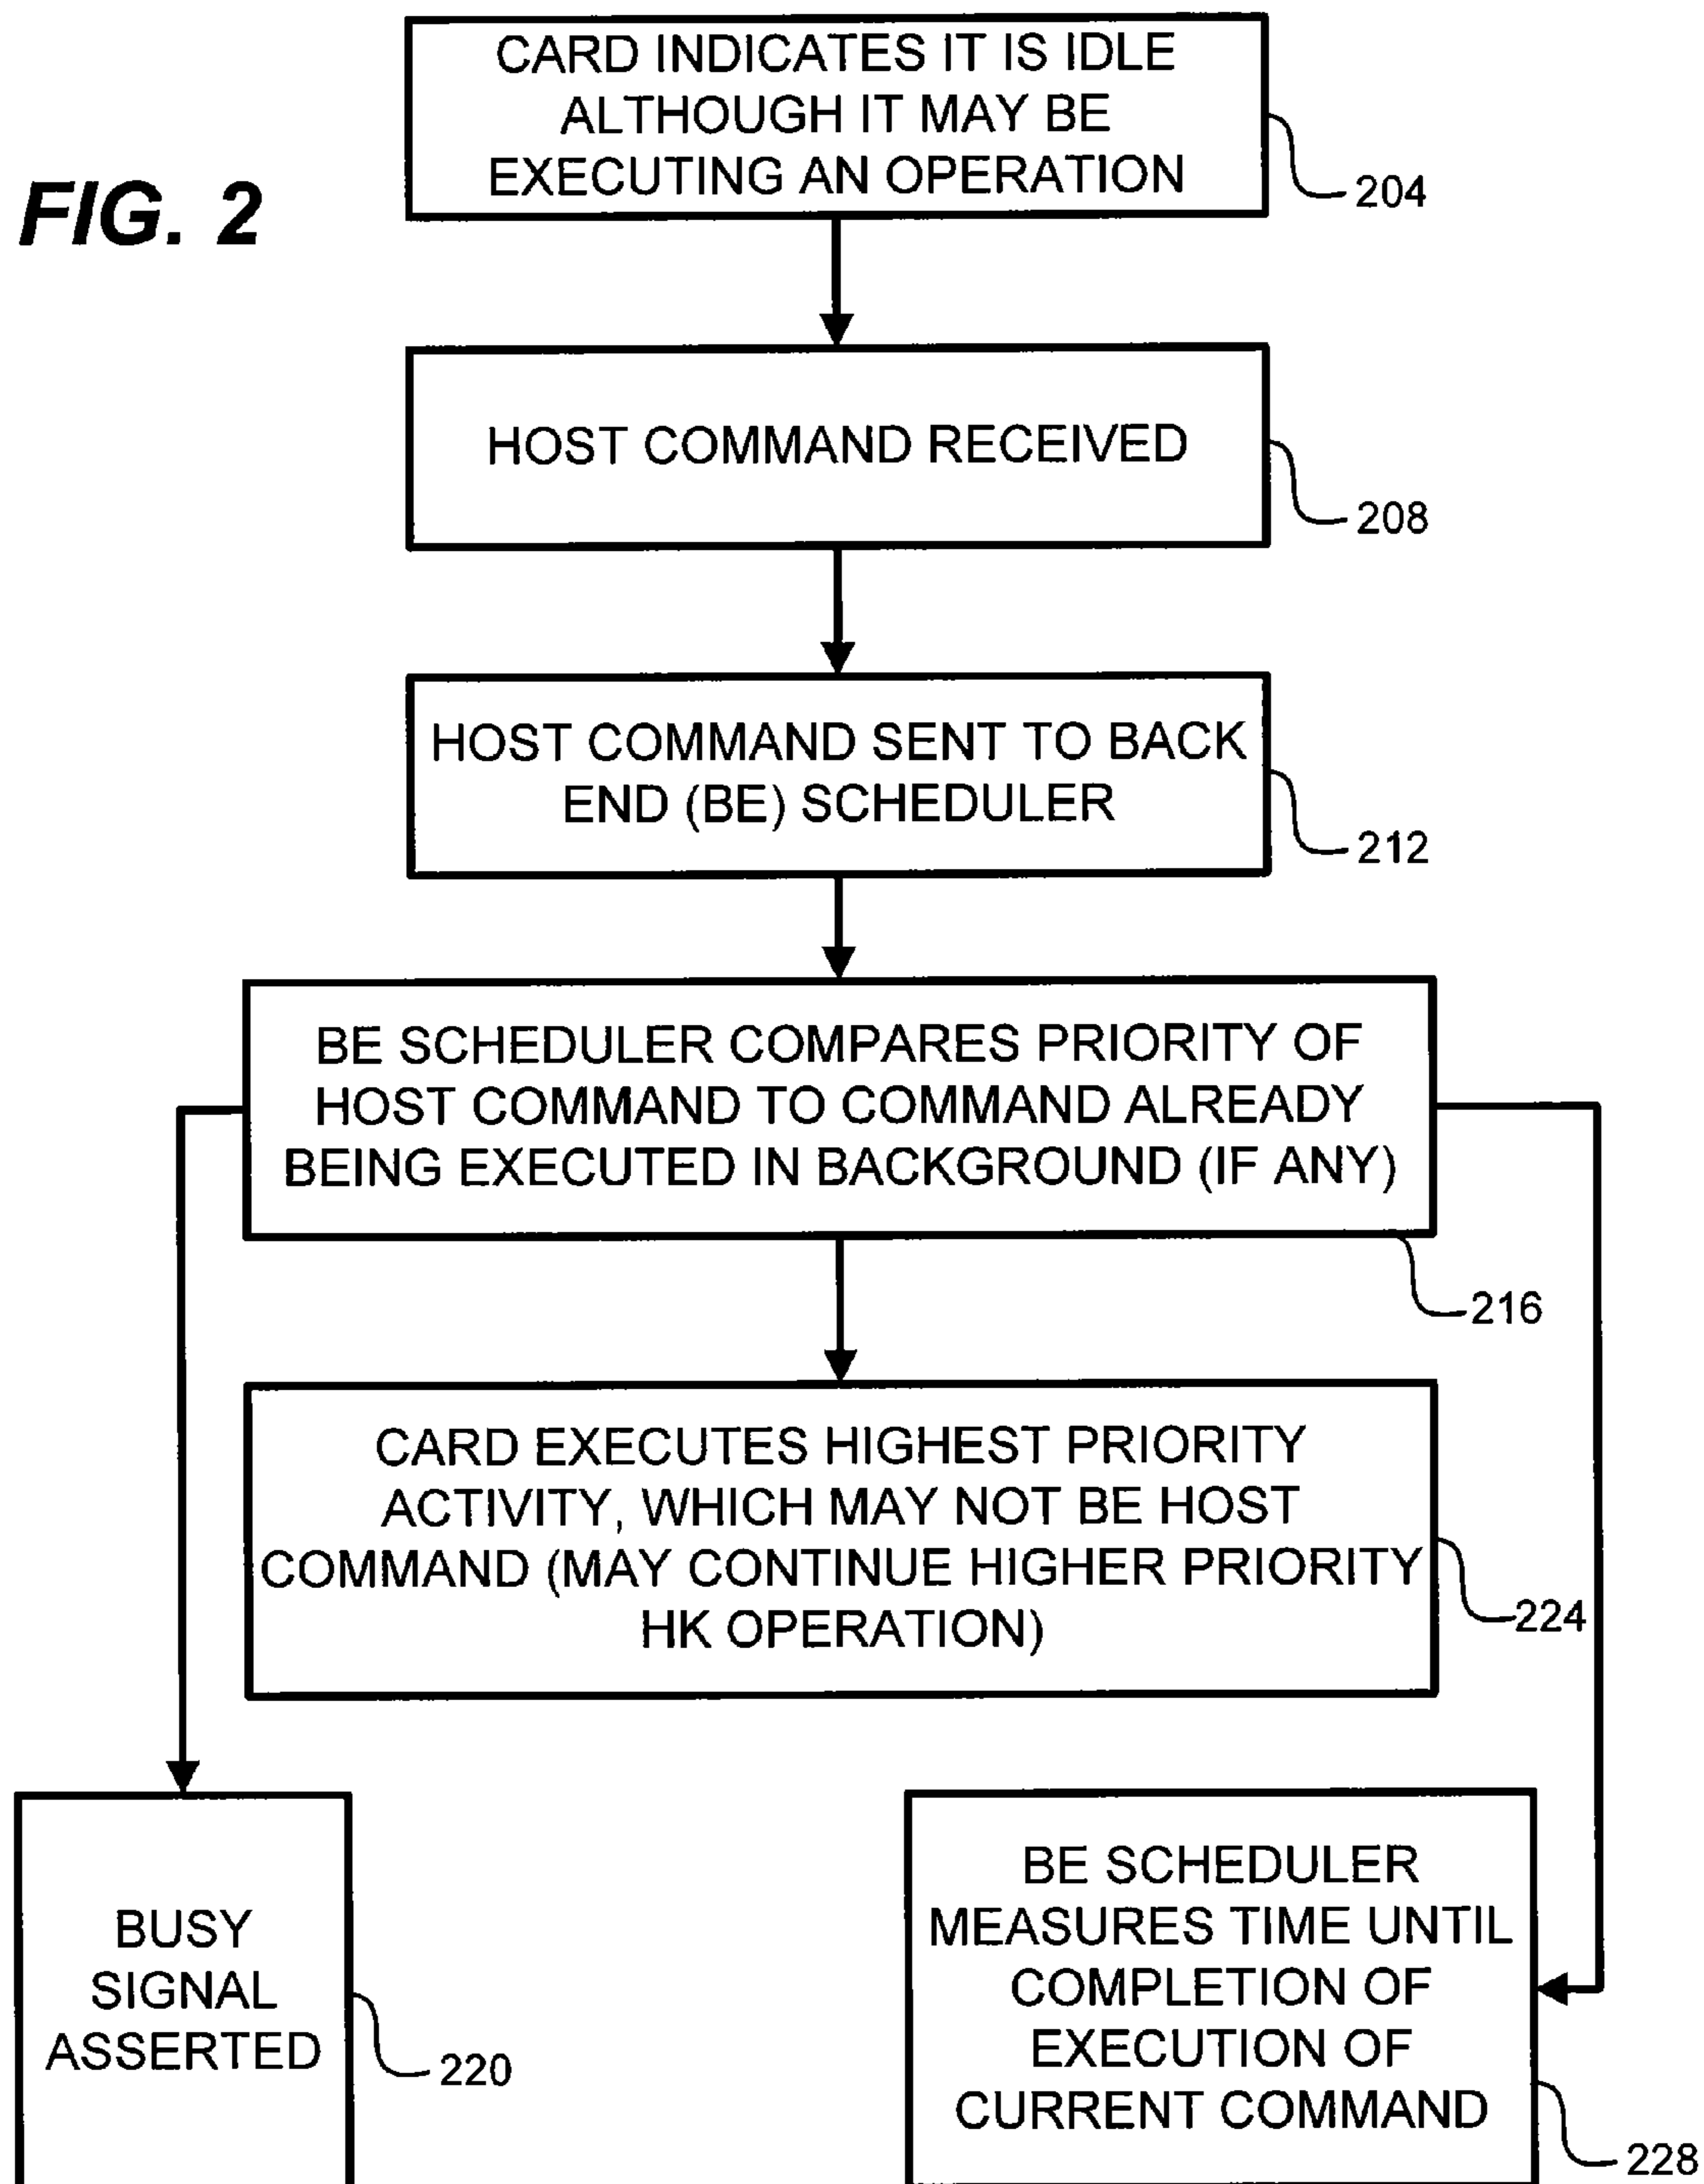 FIG. 2
CARD INDICATES IT IS IDLE
ALTHOUGH IT MAY BE
EXECUTING AN OPERATION
204
HOST COMMAND RECEIVED
208
HOST COMMAND SENT TO BACK
END (BE) SCHEDULER
212
BE SCHEDULER COMPARES PRIORITY OF
HOST COMMAND TO COMMAND ALREADY
BEING EXECUTED IN BACKGROUND (IF ANY)
216
CARD EXECUTES HIGHEST PRIORITY
ACTIVITY, WHICH MAY NOT BE HOST
COMMAND (MAY CONTINUE HIGHER PRIORITY
HK OPERATION)
224
BUSY
SIGNAL
ASSERTED
220
BE SCHEDULER
MEASURES TIME UNTIL
COMPLETION OF
EXECUTION OF
CURRENT COMMAND
228